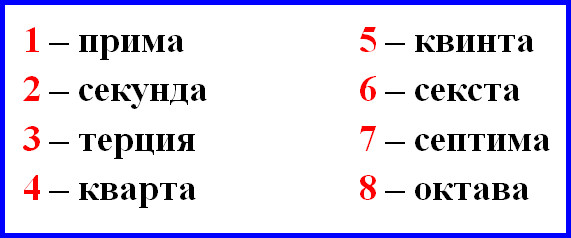 1 – прима
2 – секунда
3 – терция
4 – кварта
5 – квинта
6 – секста
7 – септима
8 – октава